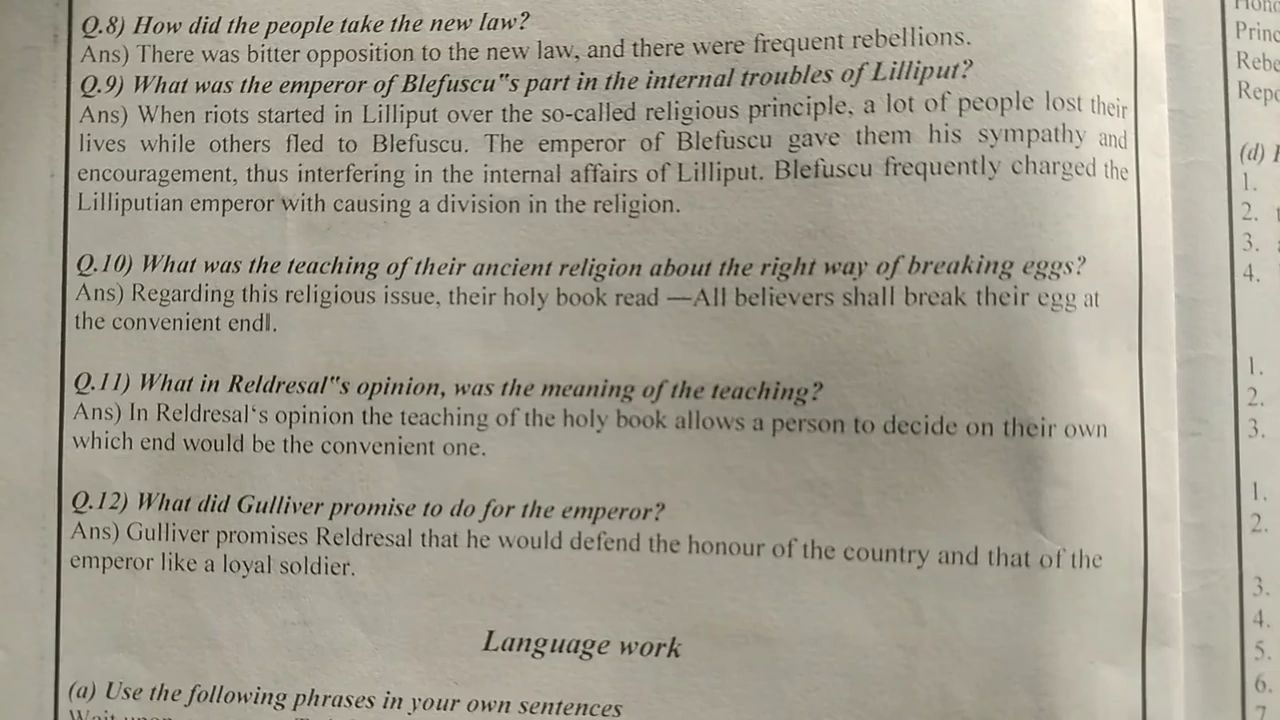 Q.8) How did the people take the new law?
Ans) There was bitter opposition to the new law, and there were frequent rebellions.
Q.9) What was the emperor of Blefuscu"s part in the internal troubles of Lilliput?
Ans) When riots started in Lilliput over the so-called religious principle, a lot of people lost their
lives while others fled to Blefuscu. The emperor of Blefuscu gave them his sympathy and
encouragement, thus interfering in the internal affairs of Lilliput. Blefuscu frequently charged the
Lilliputian emperor with causing a division in the religion.
Q.10) What was the teaching of their ancient religion about the right way of breaking eggs?
Ans) Regarding this religious issue, their holy book read —All believers shall break their egg at
the convenient end‖.
Q.11) What in Reldresal"s opinion, was the meaning of the teaching?
Ans) In Reldresal‘s opinion the teaching of the holy book allows a person to decide on their own
which end would be the convenient one.
Q.12) What did Gulliver promise to do for the emperor?
Ans) Gulliver promises Reldresal that he would defend the honour of the country and that of the
emperor like a loyal soldier.
Language work
(a) Use the following phrases in your own sentences
(d)
1.
2.
3.
4.
1.
2.
3.
1.
2.
3.
4.
5.
6.
7